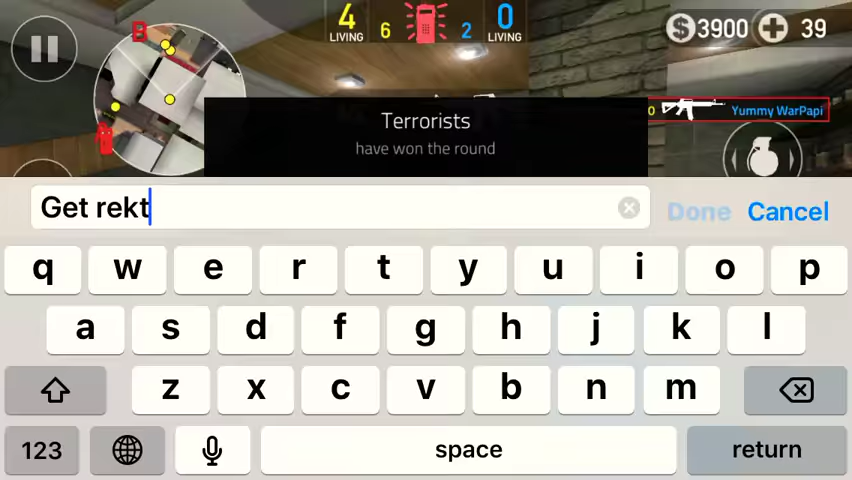 4 6 2 0
LIVING LIVING
$3900 39
B
0 Yummy WarPapi
Terrorists
have won the round
Get rekt
Done Cancel
q w e r t y u i o p
a s d f g h j k l
z x c v b n m
123 space return